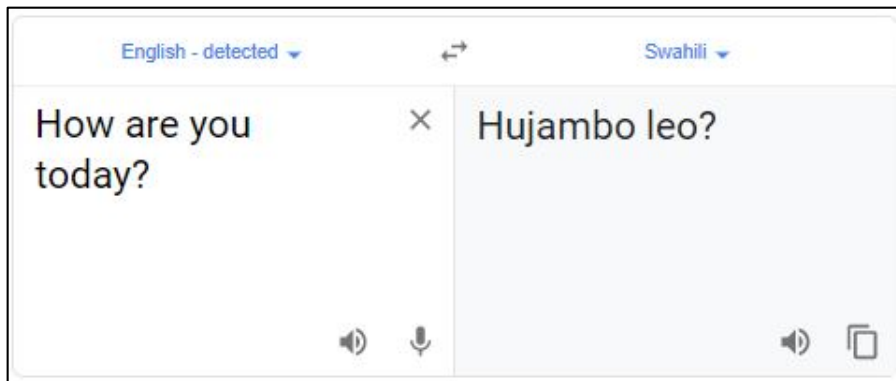 English - detected
Swahili
How are you
today?
Hujambo leo?